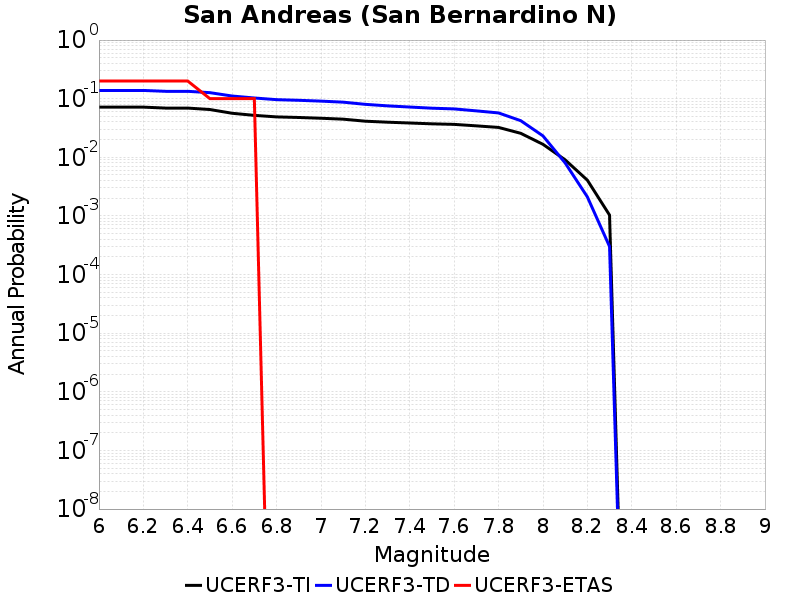 San Andreas (San Bernardino N)
10^0
10^-1
10^-2
10^-3
10^-4
10^-5
10^-6
10^-7
10^-8
Annual Probability
6 6.2 6.4 6.6 6.8 7 7.2 7.4 7.6 7.8 8 8.2 8.4 8.6 8.8 9
Magnitude
UCERF3-TI UCERF3-TD UCERF3-ETAS